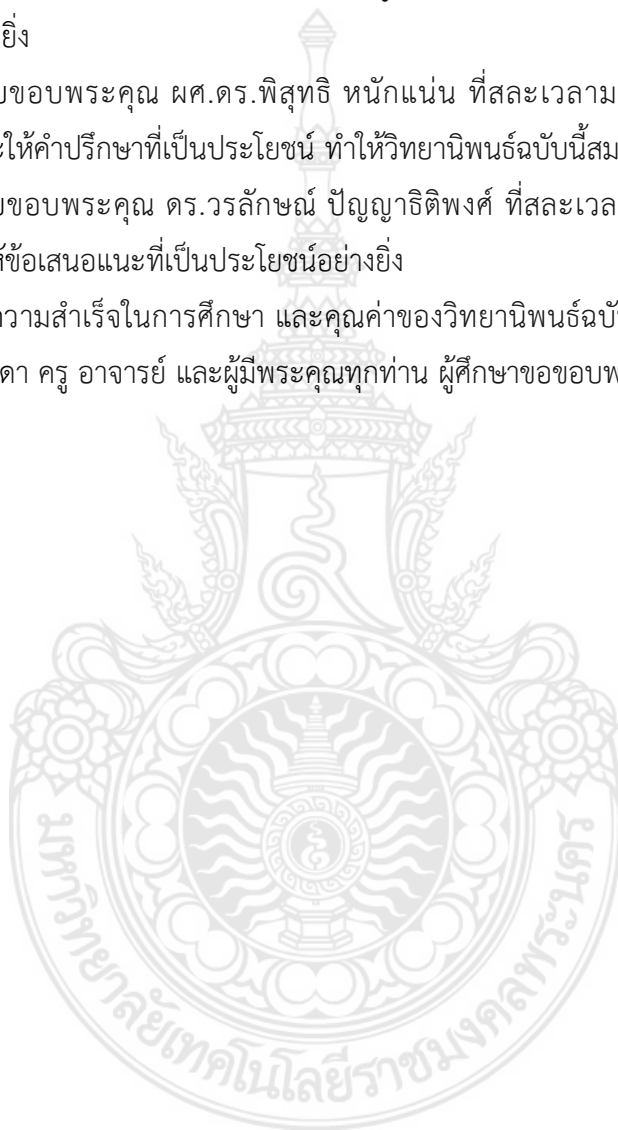 ยิ่ง
บขอบพระคุณ ผศ.ดร.พิสุทธิ หนักแน่น ที่สละเวลาม
ะให้คำปรึกษาที่เป็นประโยชน์ ทำให้วิทยานิพนธ์ฉบับนี้สม
บขอบพระคุณ ดร.วรลักษณ์ ปัญญาธิติพงศ์ ที่สละเวล
ห้ข้อเสนอแนะที่เป็นประโยชน์อย่างยิ่ง
วามสำเร็จในการศึกษา และคุณค่าของวิทยานิพนธ์ฉบั
ดา ครู อาจารย์ และผู้มีพระคุณทุกท่าน ผู้ศึกษาขอขอบพ
มหาวิทยาลัยเทคโนโลยีราชมงคลพระนคร